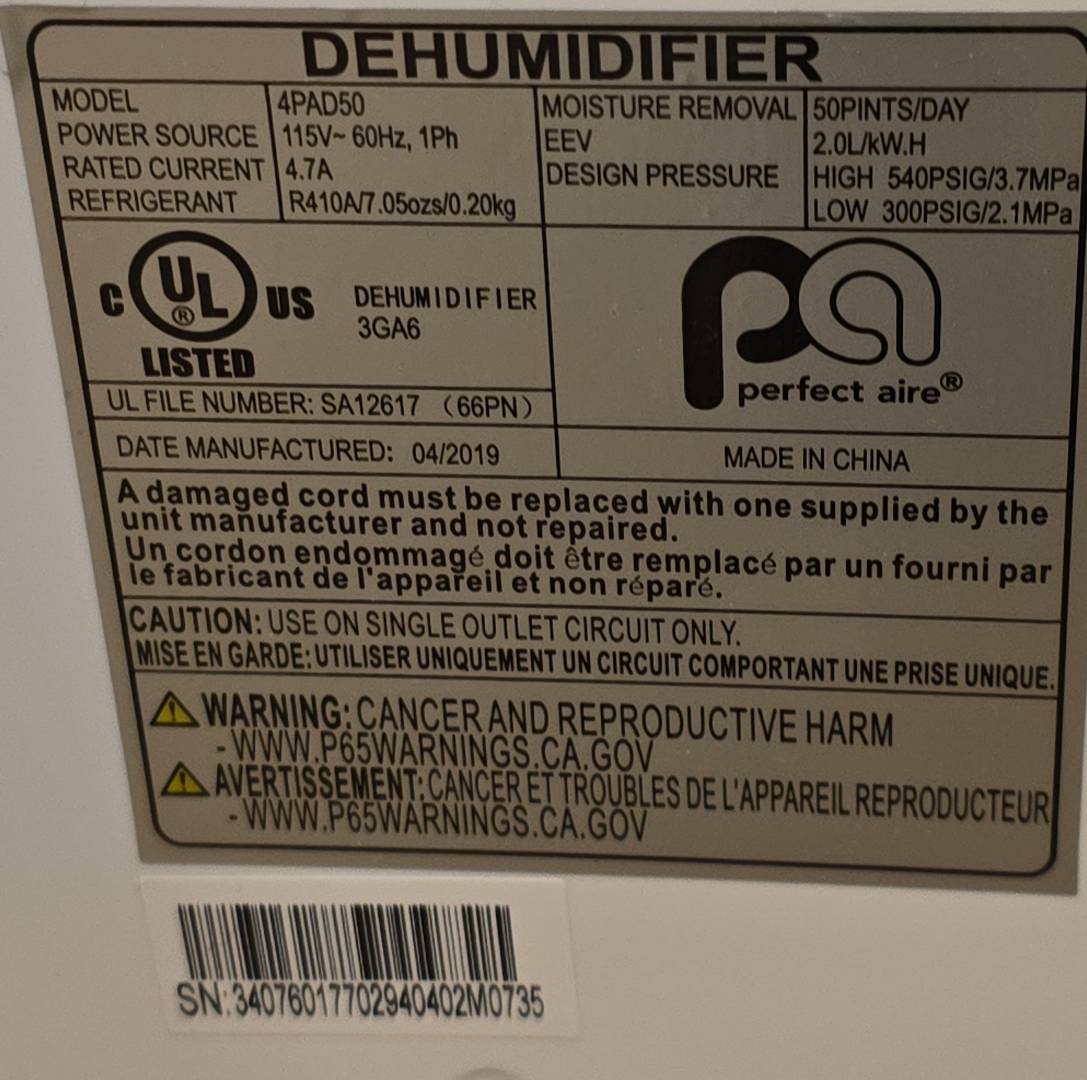 DEHUMIDIFIER
MODEL 4PAD50
POWER SOURCE 115V~ 60Hz, 1Ph
RATED CURRENT 4.7A
REFRIGERANT R410A/7.05ozs/0.20kg
MOISTURE REMOVAL 50PINTS/DAY
EEV 2.0L/kW.H
DESIGN PRESSURE HIGH 540PSIG/3.7MPa
LOW 300PSIG/2.1MPa
C UL® US
LISTED
DEHUMIDIFIER
3GA6
pa
perfect aire®
UL FILE NUMBER: SA12617 (66PN)
DATE MANUFACTURED: 04/2019
MADE IN CHINA
A damaged cord must be replaced with one supplied by the
unit manufacturer and not repaired.
Un cordon endommagé doit être remplacé par un fourni par
le fabricant de l'appareil et non réparé.
CAUTION: USE ON SINGLE OUTLET CIRCUIT ONLY.
MISE EN GARDE: UTILISER UNIQUEMENT UN CIRCUIT COMPORTANT UNE PRISE UNIQUE.
WARNING: CANCER AND REPRODUCTIVE HARM
- WWW.P65WARNINGS.CA.GOV
AVERTISSEMENT: CANCER ET TROUBLES DE L'APPAREIL REPRODUCTEUR
- WWW.P65WARNINGS.CA.GOV
SN: 34076017702940402M0735